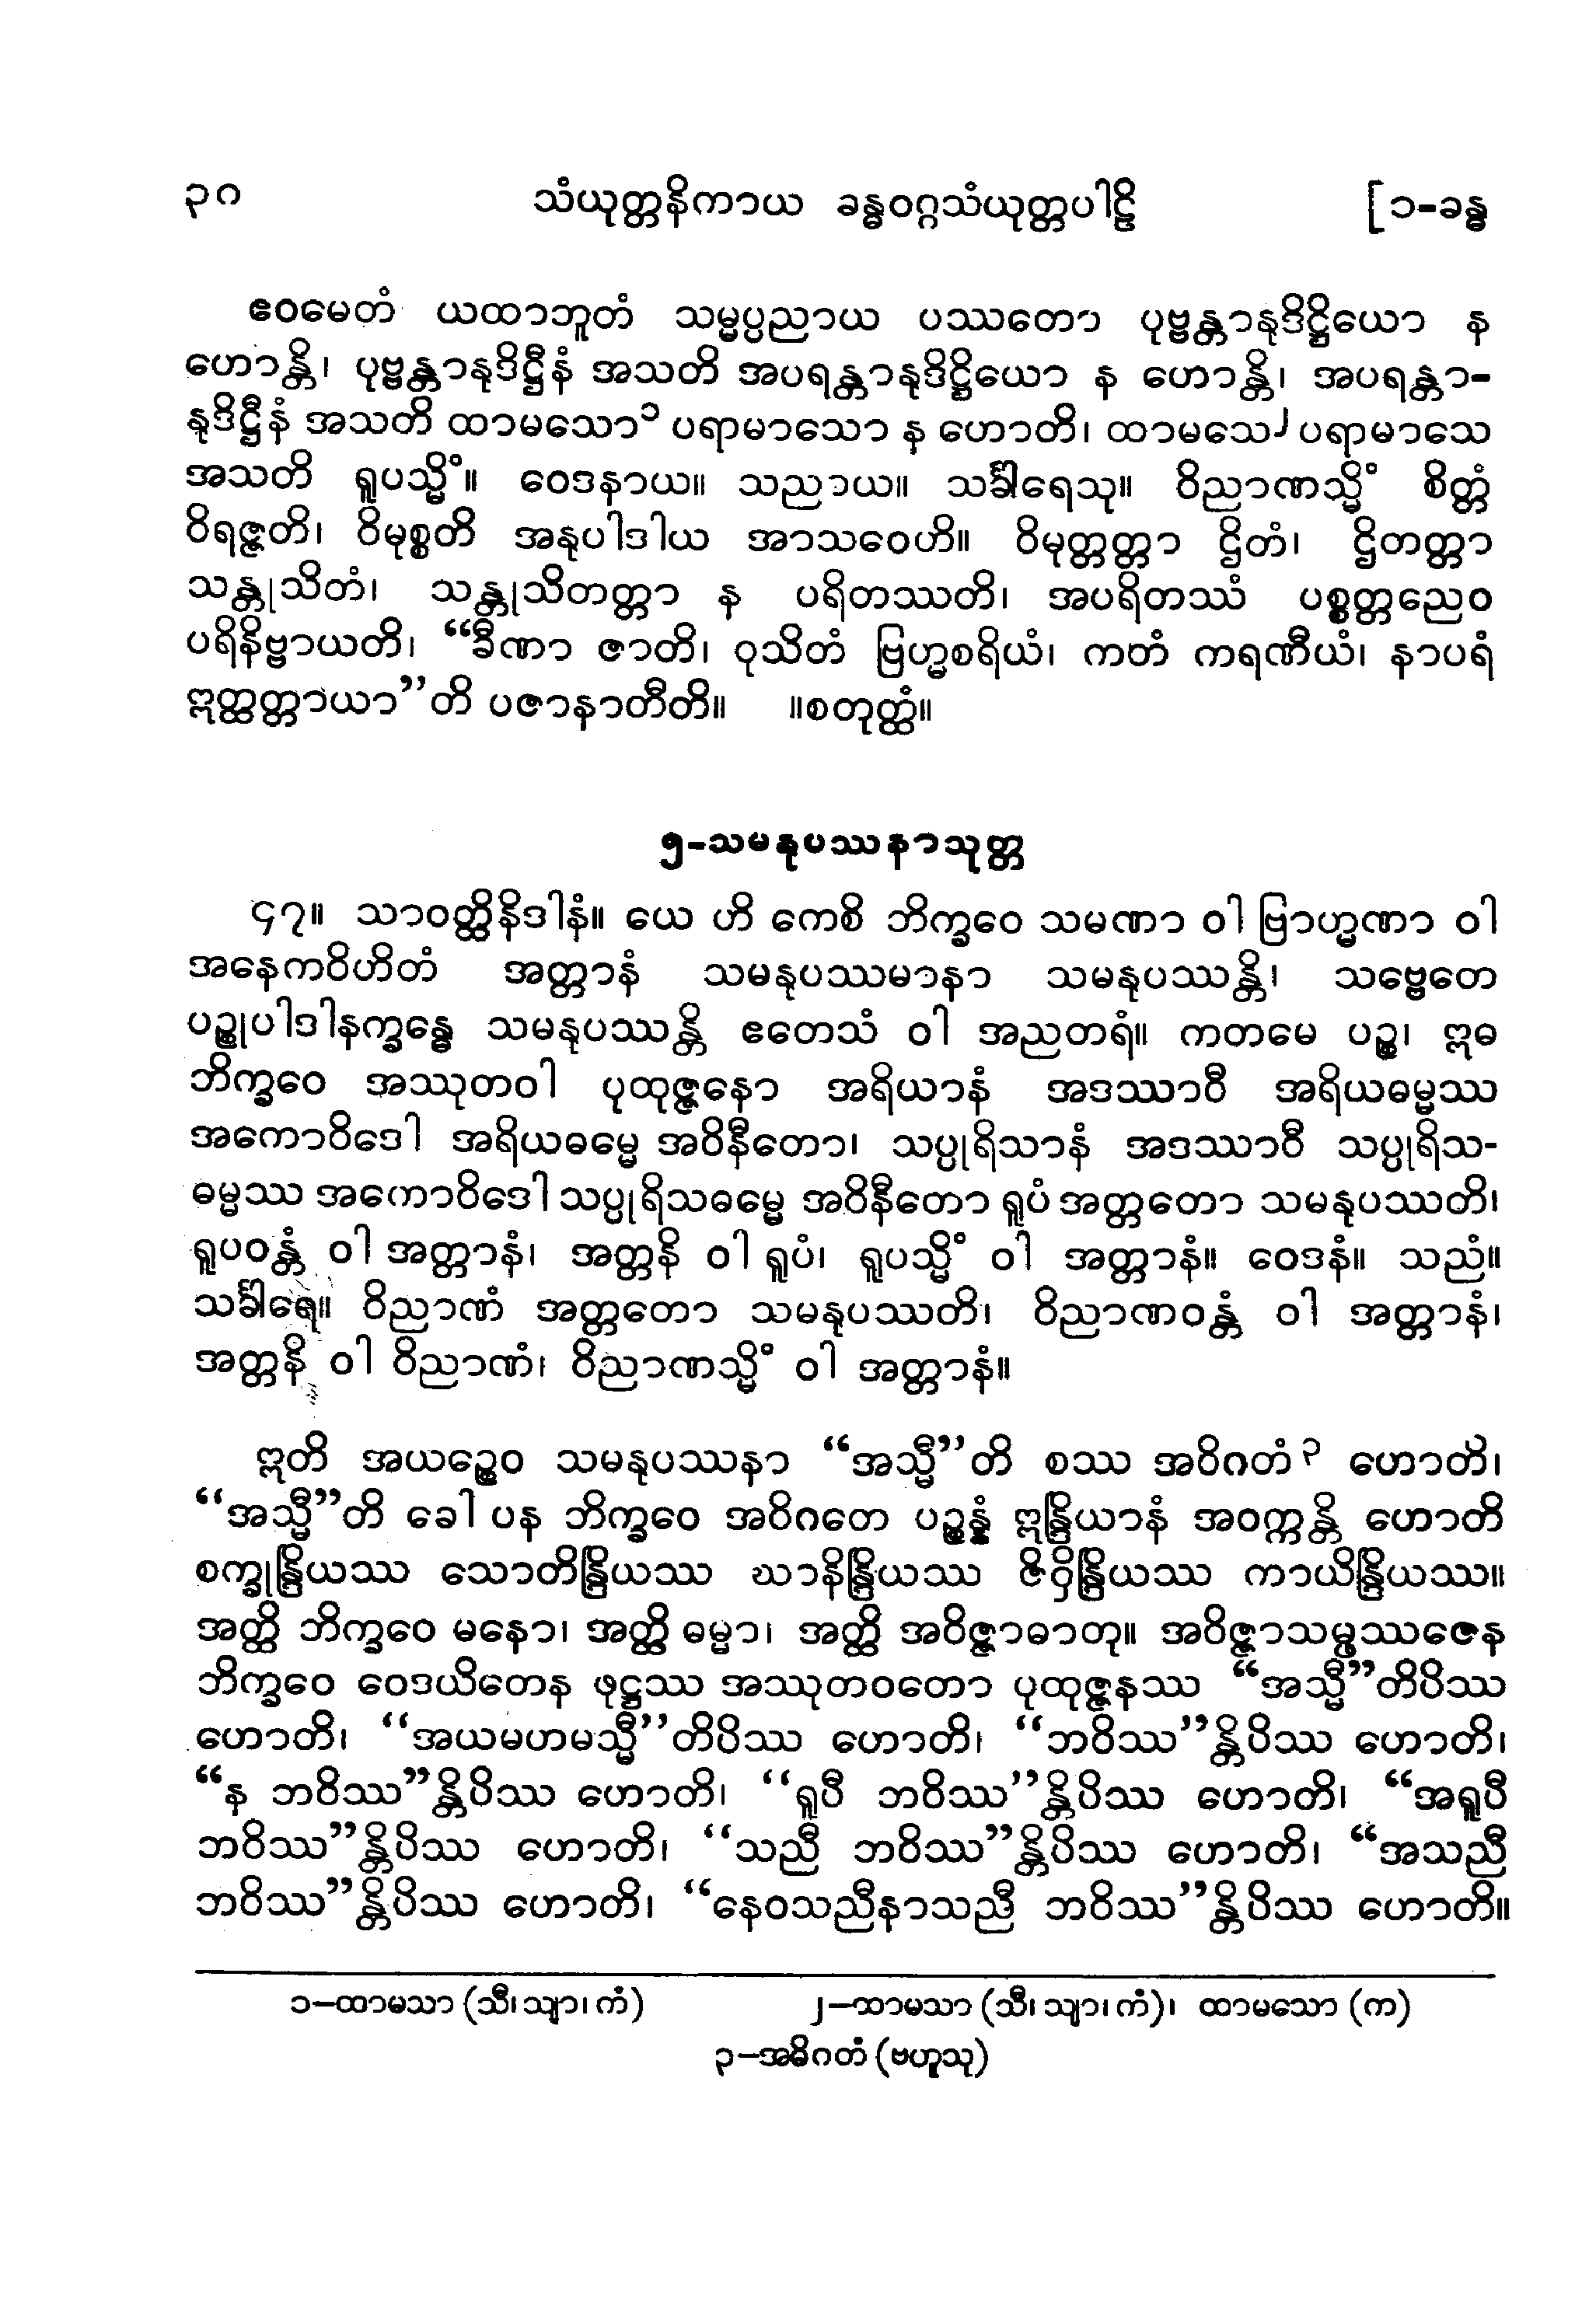 ၃၈ သံယုတ္တနိကာယ ခန္ဓဝဂ္ဂသံယုတ္တပါဠိ [၁-ခန္ဓ
ဧဝမေတံ ယထာဘူတံ သမ္မပ္ပညာယ ပဿတော ပုဗ္ဗန္တာနုဒိဋ္ဌိယော န
ဟောန္တိ၊ ပုဗ္ဗန္တာနုဒိဋ္ဌီနံ အသတိ အပရန္တာနုဒိဋ္ဌိယော န ဟောန္တိ၊ အပရန္တာ-
နုဒိဋ္ဌီနံ အသတိ ထာမသော၁ ပရာမာသော န ဟောတိ၊ ထာမသေ၂ ပရာမာသေ
အသတိ ရူပသ္မိံ။ ဝေဒနာယ။ သညာယ။ သင်္ခါရေသု။ ဝိညာဏသ္မိံ စိတ္တံ
ဝိရဇ္ဇတိ၊ ဝိမုစ္စတိ အနုပါဒါယ အာသဝေဟိ။ ဝိမုတ္တတ္တာ ဌိတံ၊ ဌိတတ္တာ
သန္တုသိတံ၊ သန္တုသိတတ္တာ န ပရိတဿတိ၊ အပရိတဿံ ပစ္စတ္တညေဝ
ပရိနိဗ္ဗာယတိ၊ “ခီဏာ ဇာတိ၊ ဝုသိတံ ဗြဟ္မစရိယံ၊ ကတံ ကရဏီယံ၊ နာပရံ
ဣတ္ထတ္တာယာ”တိ ပဇာနာတီတိ။ ။စတုတ္ထံ။
၅-သမနုပဿနာသုတ္တ
၄၇။ သာဝတ္ထိနိဒါနံ။ ယေ ဟိ ကေစိ ဘိက္ခဝေ သမဏာ ဝါ ဗြာဟ္မဏာ ဝါ
အနေကဝိဟိတံ အတ္တာနံ သမနုပဿမာနာ သမနုပဿန္တိ၊ သဗ္ဗေတေ
ပဉ္စုပါဒါနက္ခန္ဓေ သမနုပဿန္တိ ဧတေသံ ဝါ အညတရံ။ ကတမေ ပဉ္စ၊ ဣဓ
ဘိက္ခဝေ အဿုတဝါ ပုထုဇ္ဇနော အရိယာနံ အဒဿာဝီ အရိယဓမ္မဿ
အကောဝိဒေါ အရိယဓမ္မေ အဝိနီတော၊ သပ္ပုရိသာနံ အဒဿာဝီ သပ္ပုရိသ-
ဓမ္မဿ အကောဝိဒေါ သပ္ပုရိသဓမ္မေ အဝိနီတော ရူပံ အတ္တတော သမနုပဿတိ၊
ရူပဝန္တံ ဝါ အတ္တာနံ၊ အတ္တနိ ဝါ ရူပံ၊ ရူပသ္မိံ ဝါ အတ္တာနံ။ ဝေဒနံ။ သညံ။
သင်္ခါရေ။ ဝိညာဏံ အတ္တတော သမနုပဿတိ၊ ဝိညာဏဝန္တံ ဝါ အတ္တာနံ၊
အတ္တနိ ဝါ ဝိညာဏံ၊ ဝိညာဏသ္မိံ ဝါ အတ္တာနံ။
ဣတိ အယဉ္စေဝ သမနုပဿနာ “အသ္မီ”တိ စဿ အဝိဂတံ၃ ဟောတိ၊
“အသ္မီ”တိ ခေါ ပန ဘိက္ခဝေ အဝိဂတေ ပဉ္စန္နံ ဣန္ဒြိယာနံ အဝက္ကန္တိ ဟောတိ
စက္ခုန္ဒြိယဿ သောတိန္ဒြိယဿ ဃာနိန္ဒြိယဿ ဇိဝှိန္ဒြိယဿ ကာယိန္ဒြိယဿ။
အတ္ထိ ဘိက္ခဝေ မနော၊ အတ္ထိ ဓမ္မာ၊ အတ္ထိ အဝိဇ္ဇာဓာတု။ အဝိဇ္ဇာသမ္ဖဿဇေန
ဘိက္ခဝေ ဝေဒယိတေန ဖုဋ္ဌဿ အဿုတဝတော ပုထုဇ္ဇနဿ “အသ္မီ”တိပိဿ
ဟောတိ၊ “အယမဟမသ္မီ”တိပိဿ ဟောတိ၊ “ဘဝိဿ”န္တိပိဿ ဟောတိ၊
“န ဘဝိဿ”န္တိပိဿ ဟောတိ၊ “ရူပီ ဘဝိဿ”န္တိပိဿ ဟောတိ၊ “အရူပီ
ဘဝိဿ”န္တိပိဿ ဟောတိ၊ “သညီ ဘဝိဿ”န္တိပိဿ ဟောတိ၊ “အသညီ
ဘဝိဿ”န္တိပိဿ ဟောတိ၊ “နေဝသညီနာသညီ ဘဝိဿ”န္တိပိဿ ဟောတိ။
၁–ထာမသာ (သီ၊ သျာ၊ ကံ) ၂–ထာမသာ (သီ၊ သျာ၊ ကံ)၊ ထာမသော (က)
၃–အဓိဂတံ (ဗဟူသု)